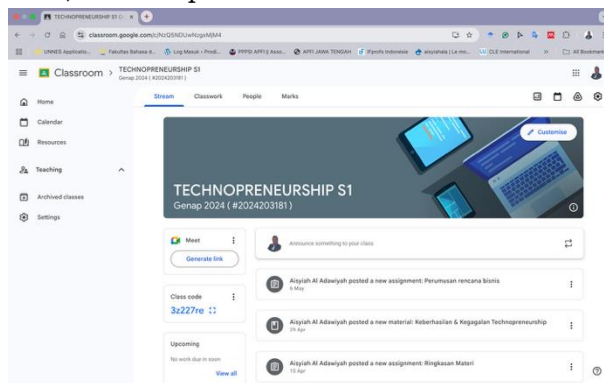 TECHNOPRENEURSHIP S1 G
classroom.google.com/c/NzQ5NDUwNzgsMjM4
UNNES Applicatio...
Fakultas Bahasa d...
Log Masuk ‹ Prodi...
PPPSI APFI || Asso...
APFI JAWA TENGAH
Ifprofs Indonésie
aisyiahala | Le mo...
CLE International
All Bookmarks
Classroom
TECHNOPRENEURSHIP S1
Genap 2024 ( #2024203181 )
Home
Calendar
Resources
Teaching
Archived classes
Settings
Stream
Classwork
People
Marks
Customise
TECHNOPRENEURSHIP S1
Genap 2024 ( #2024203181 )
Meet
Generate link
Class code
3z227re
Upcoming
No work due in soon
View all
Announce something to your class
Aisyiah Al Adawiyah posted a new assignment: Perumusan rencana bisnis
6 May
Aisyiah Al Adawiyah posted a new material: Keberhasilan & Kegagalan Technopreneurship
29 Apr
Aisyiah Al Adawiyah posted a new assignment: Ringkasan Materi
15 Apr